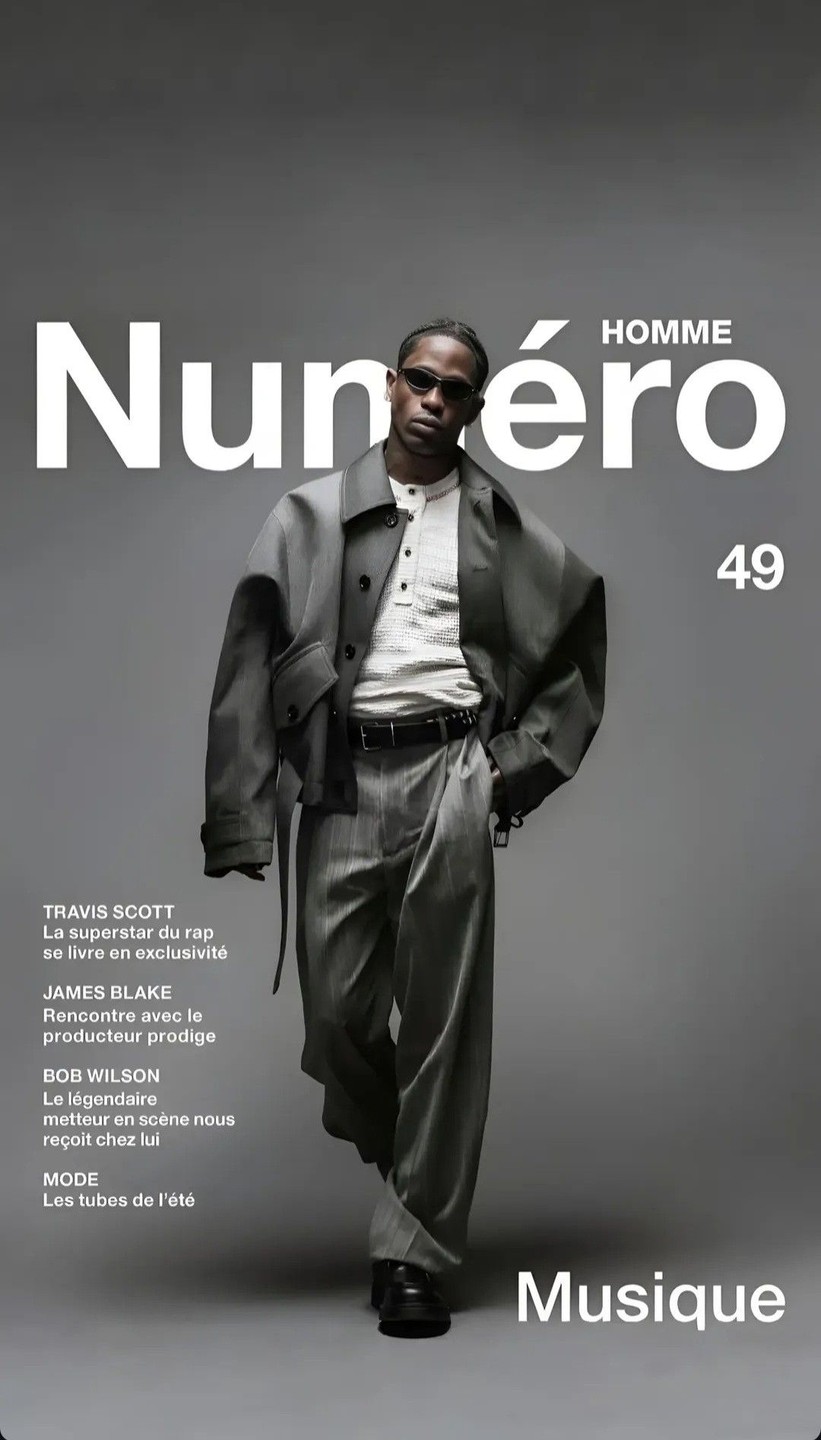 HOMME
Numéro
49
TRAVIS SCOTT
La superstar du rap
se livre en exclusivité
JAMES BLAKE
Rencontre avec le
producteur prodige
BOB WILSON
Le légendaire
metteur en scène nous
reçoit chez lui
MODE
Les tubes de l'été
Musique